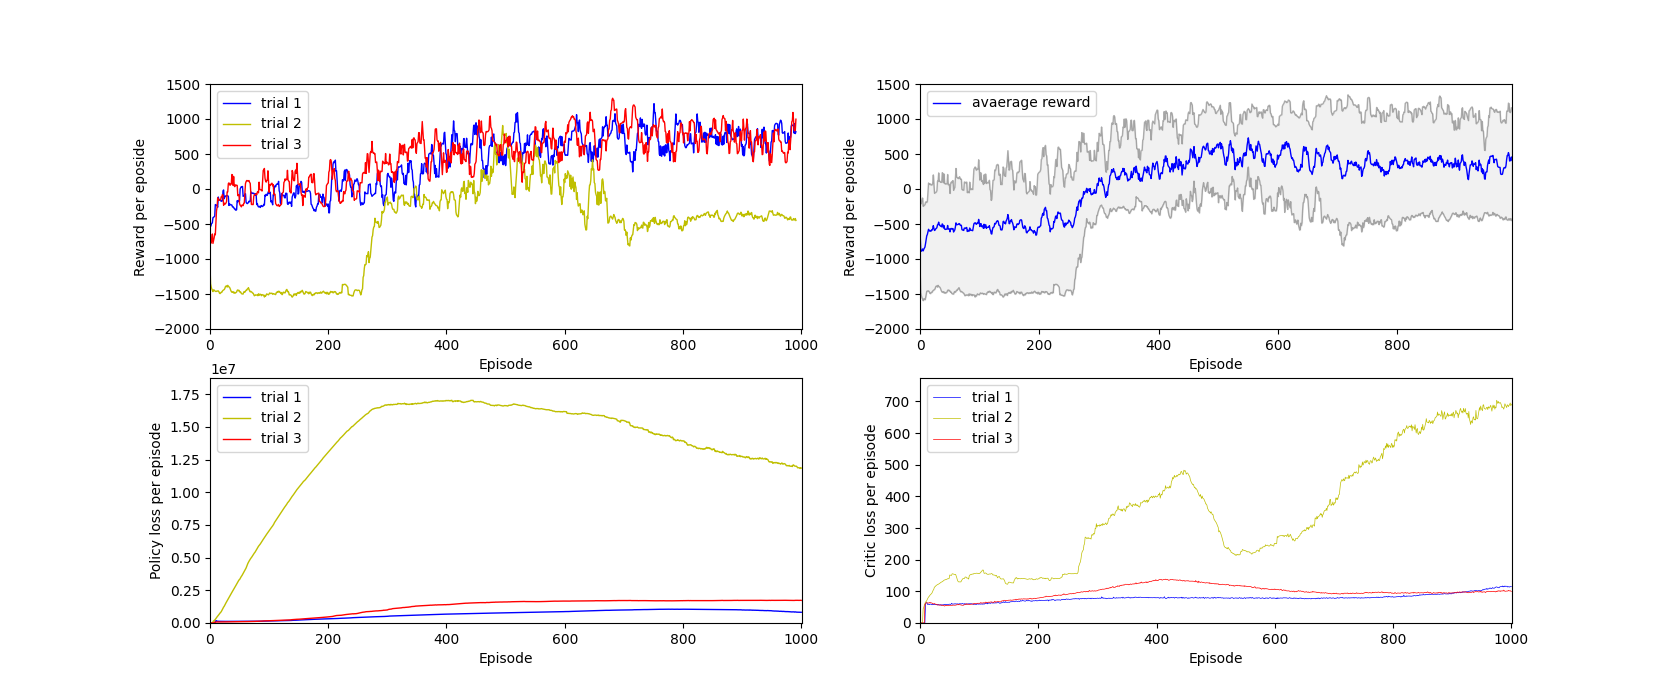 1500
1000
500
0
−500
−1000
−1500
−2000
Reward per eposide
trial 1
trial 2
trial 3
0 200 400 600 800 1000
Episode
1500
1000
500
0
−500
−1000
−1500
−2000
Reward per eposide
avaerage reward
0 200 400 600 800
Episode
1e7
1.75
1.50
1.25
1.00
0.75
0.50
0.25
0.00
Policy loss per episode
trial 1
trial 2
trial 3
0 200 400 600 800 1000
Episode
700
600
500
400
300
200
100
0
Critic loss per episode
trial 1
trial 2
trial 3
0 200 400 600 800 1000
Episode